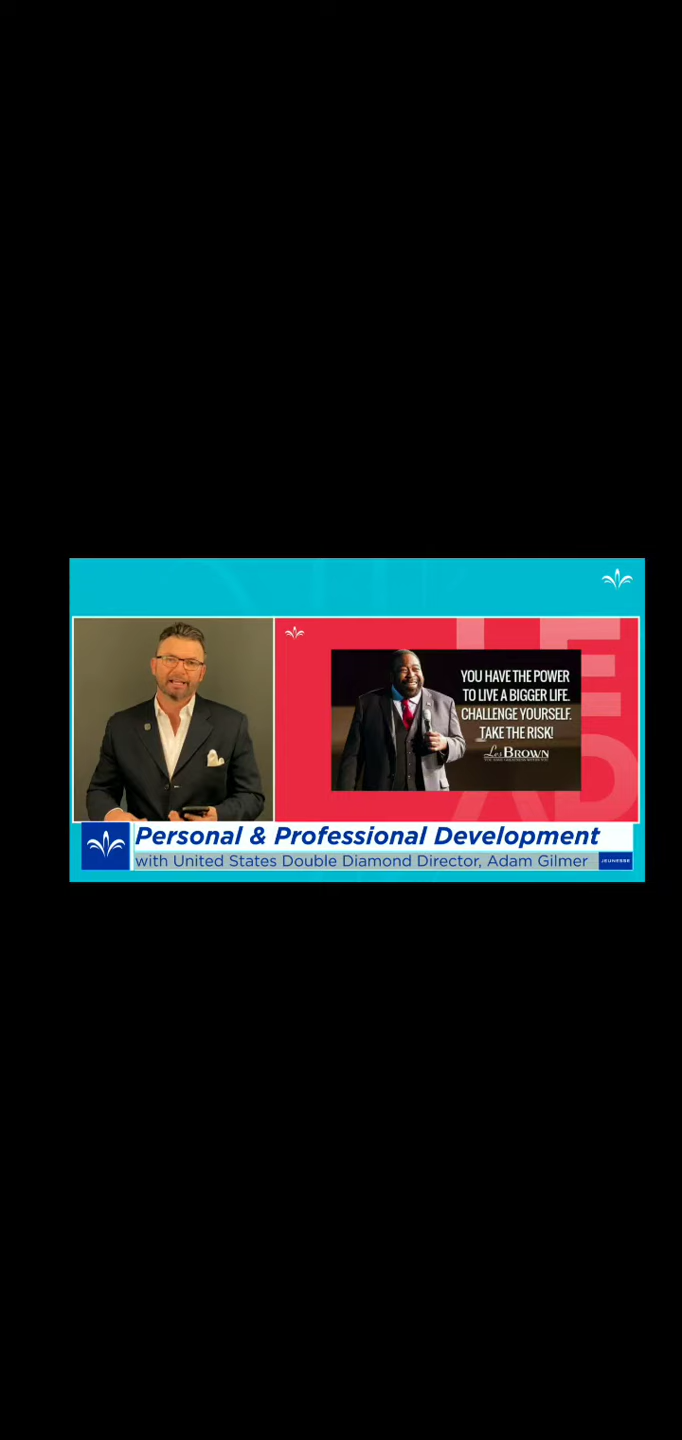 LEAD
YOU HAVE THE POWER
TO LIVE A BIGGER LIFE.
CHALLENGE YOURSELF.
TAKE THE RISK!
Les BROWN
Personal & Professional Development
with United States Double Diamond Director, Adam Gilmer
JEUNESSE